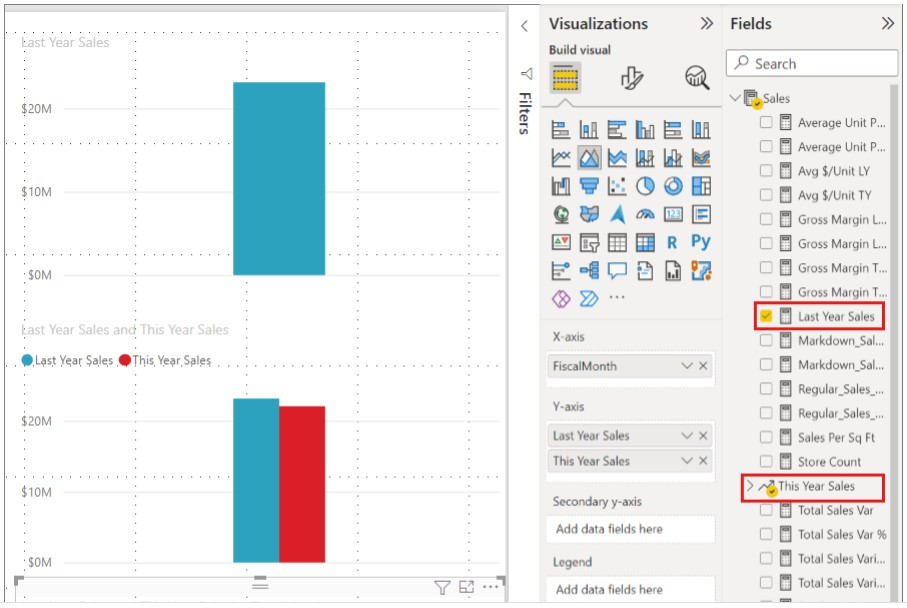 Last Year Sales
$20M
$10M
$0M
Last Year Sales and This Year Sales
Last Year Sales This Year Sales
$20M
$10M
$0M
Filters
Visualizations
Build visual
123
R Py
X-axis
FiscalMonth
Y-axis
Last Year Sales
This Year Sales
Secondary y-axis
Add data fields here
Legend
Add data fields here
Fields
Search
Sales
Average Unit P...
Average Unit P...
Avg $/Unit LY
Avg $/Unit TY
Gross Margin L...
Gross Margin L...
Gross Margin T...
Gross Margin T...
Last Year Sales
Markdown_Sal...
Markdown_Sal...
Regular_Sales_...
Regular_Sales_...
Sales Per Sq Ft
Store Count
This Year Sales
Total Sales Var
Total Sales Var %
Total Sales Vari...
Total Sales Vari...